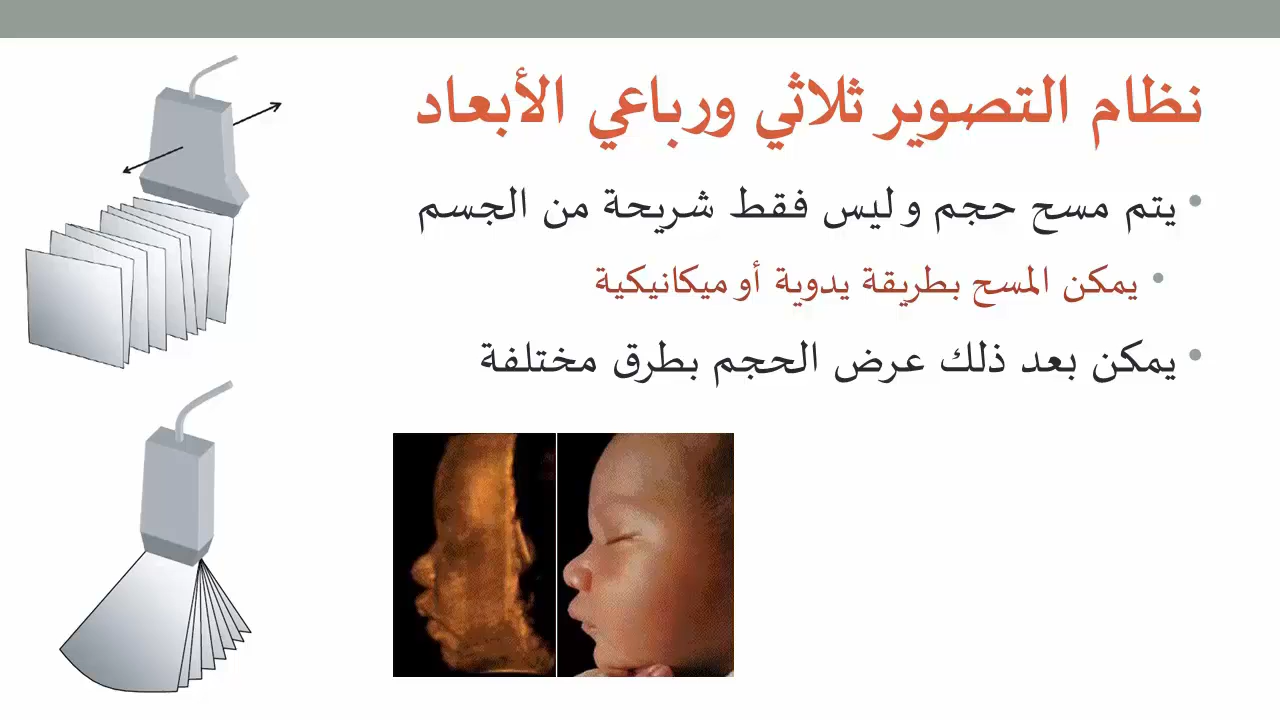 نظام التصوير ثلاثي ورباعي الأبعاد
• يتم مسح حجم وليس فقط شريحة من الجسم
• يمكن المسح بطريقة يدوية أو ميكانيكية
• يمكن بعد ذلك عرض الحجم بطرق مختلفة